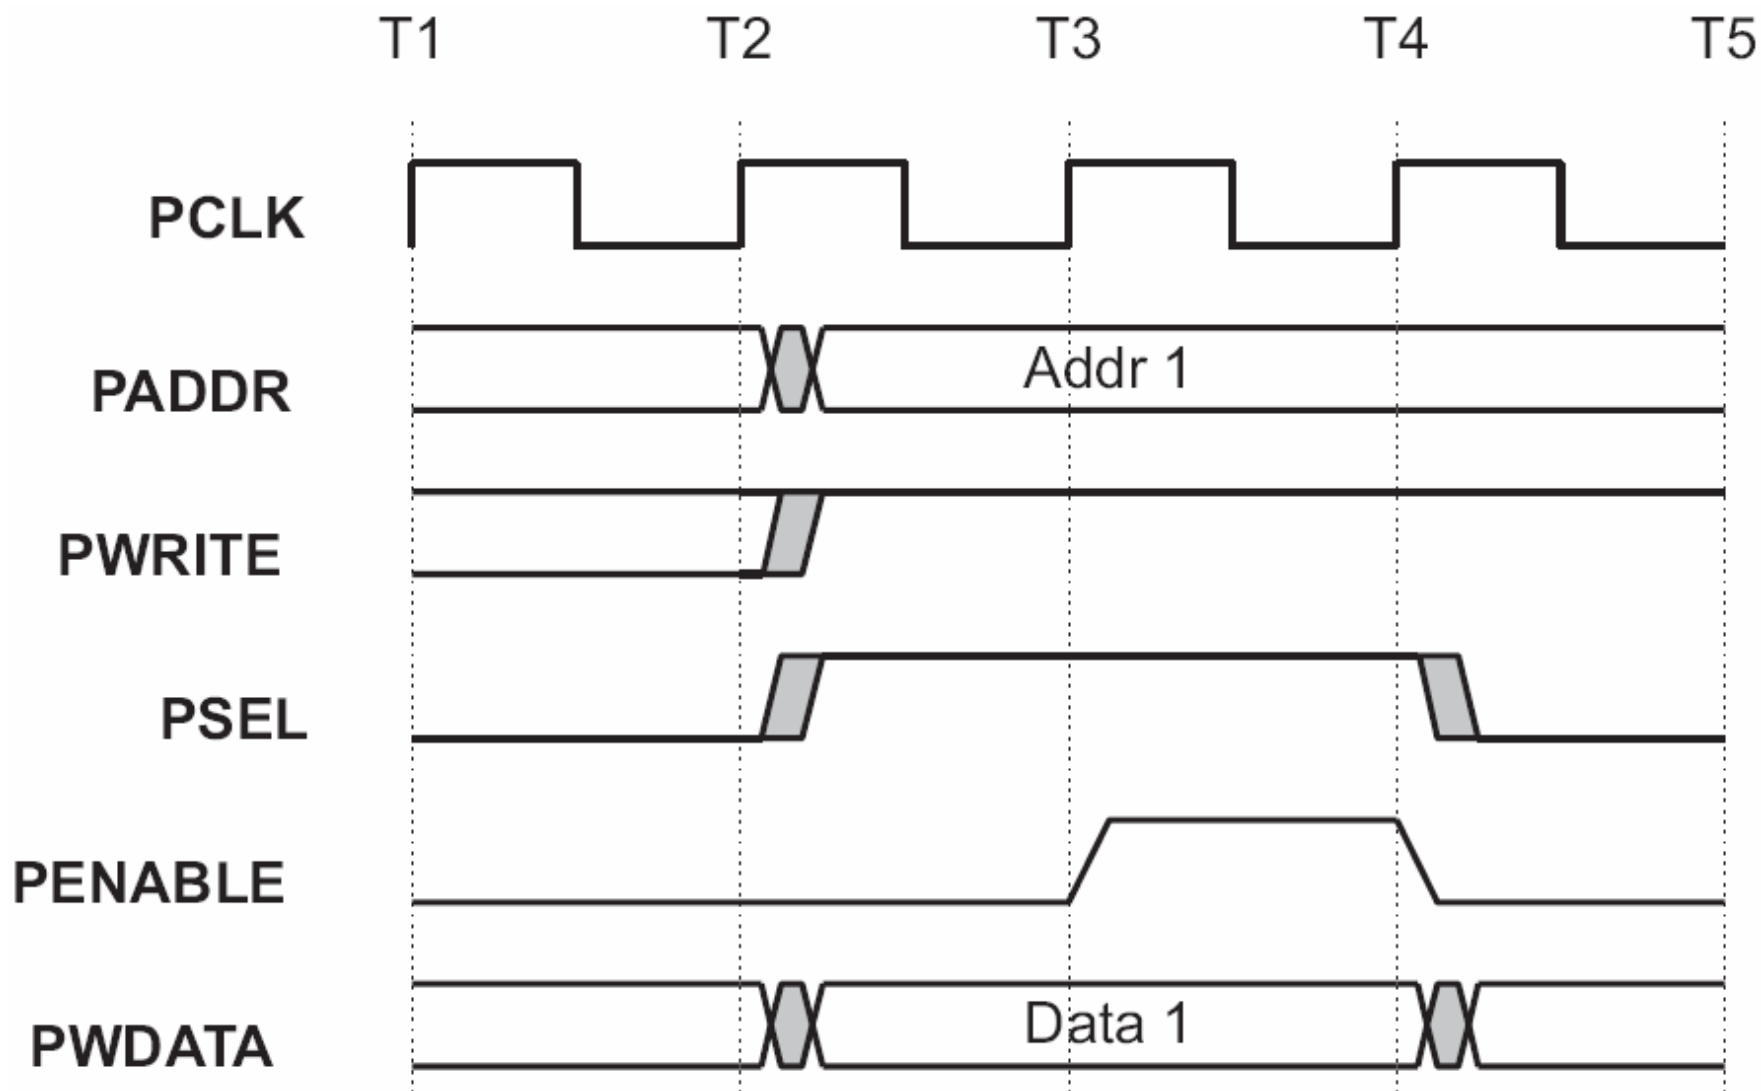 T1 T2 T3 T4 T5
PCLK
PADDR Addr 1
PWRITE
PSEL
PENABLE
PWDATA Data 1